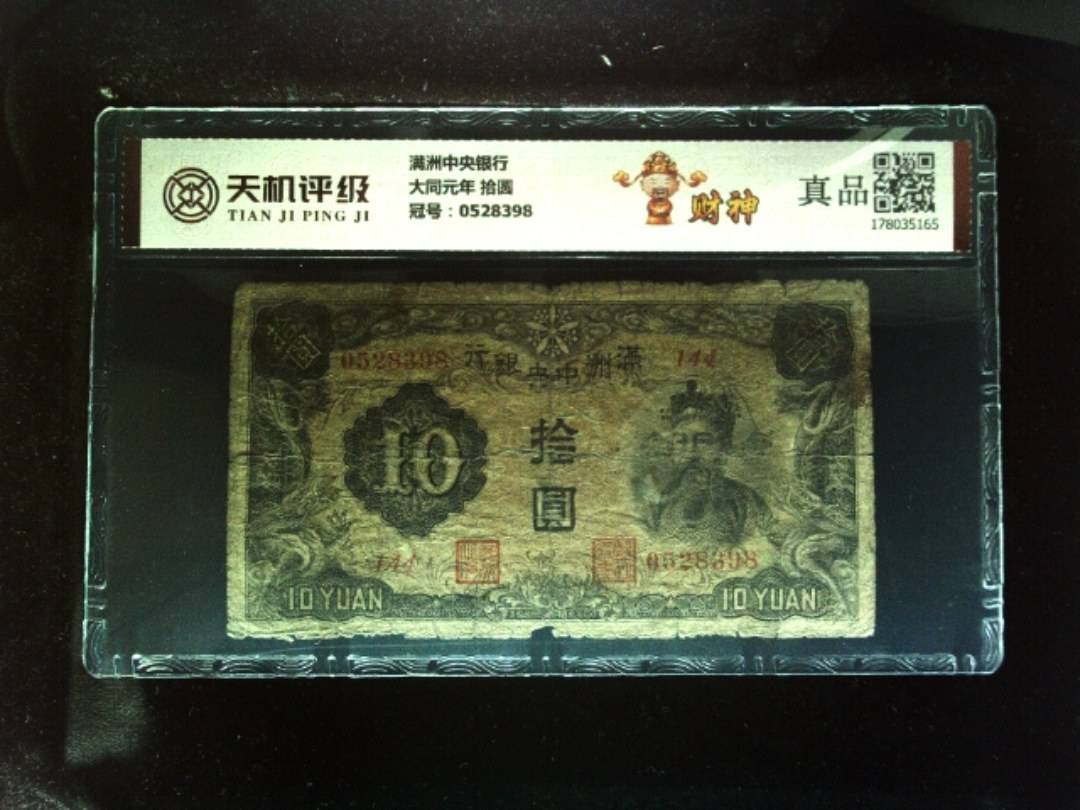 天机评级
TIAN JI PING JI
满洲中央银行
大同元年 拾圆
冠号：0528398
财神
真品
178035165
0528398
行銀央中洲滿
144
10
拾
圓
144
0528398
10 YUAN
10 YUAN